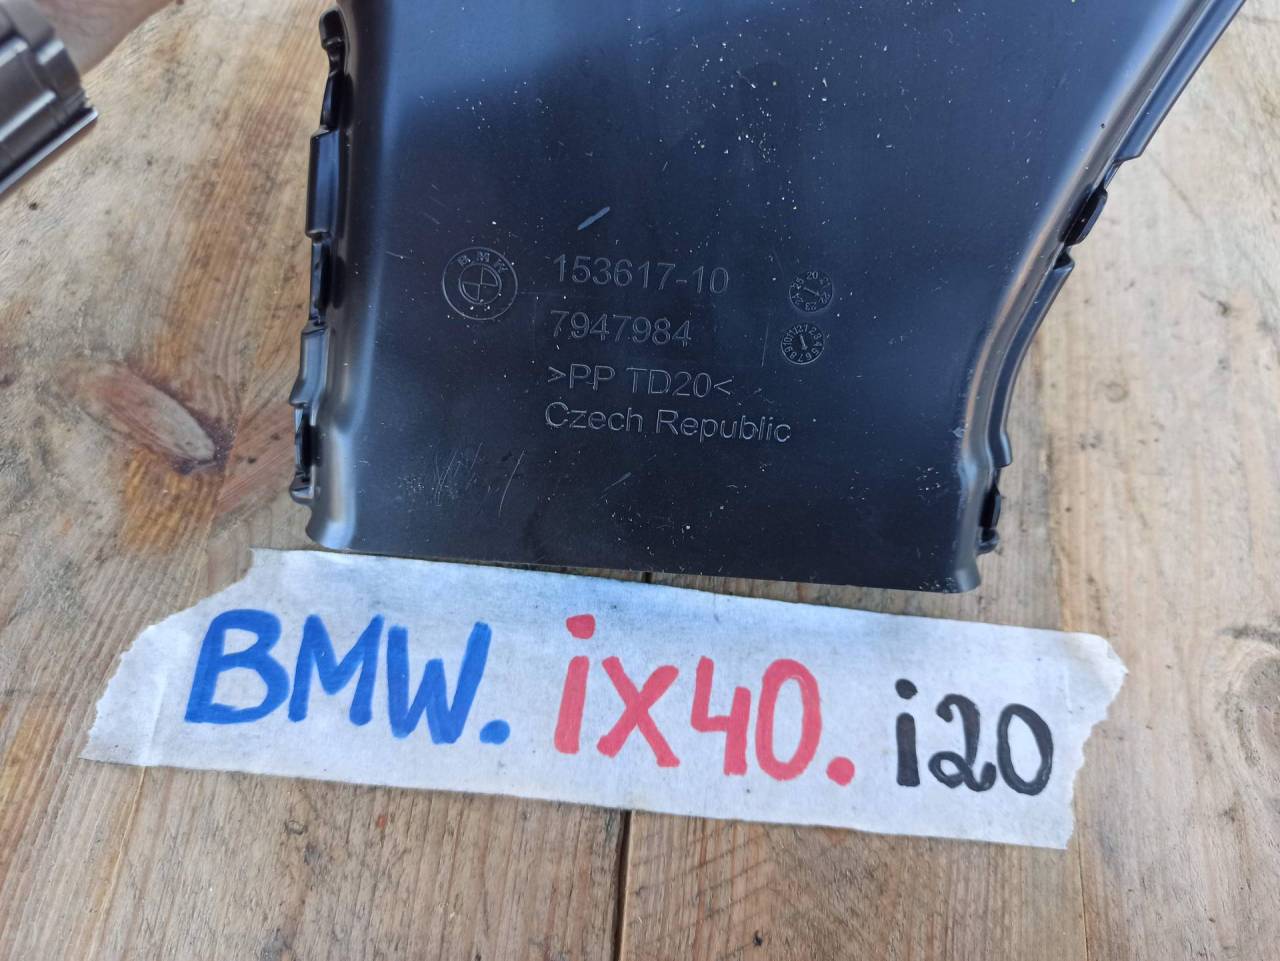 BMW
153617-10
7947984
>PP TD20<
Czech Republic
BMW. iX40. i20